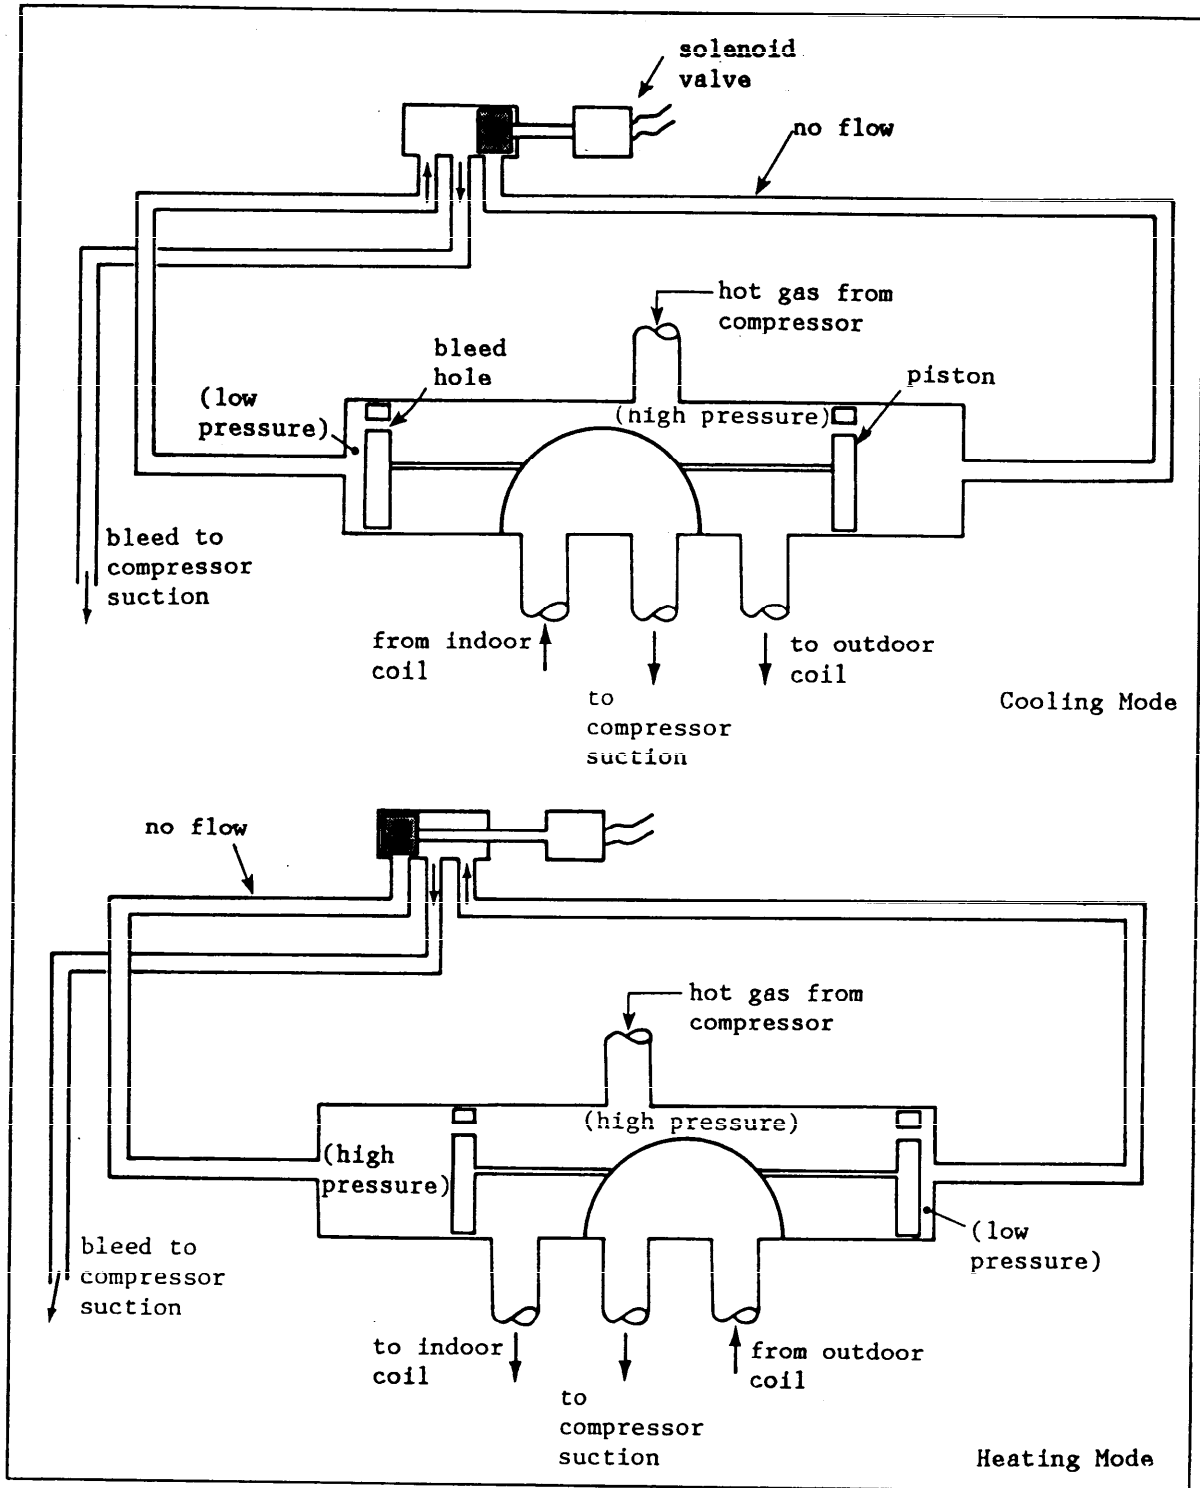 solenoid
valve
no flow
hot gas from
compressor
bleed
hole
piston
(low
pressure)
(high pressure)
bleed to
compressor
suction
from indoor
coil
to outdoor
coil
to
compressor
suction
Cooling Mode
no flow
hot gas from
compressor
(high pressure)
(high
pressure)
(low
pressure)
bleed to
compressor
suction
to indoor
coil
from outdoor
coil
to
compressor
suction
Heating Mode